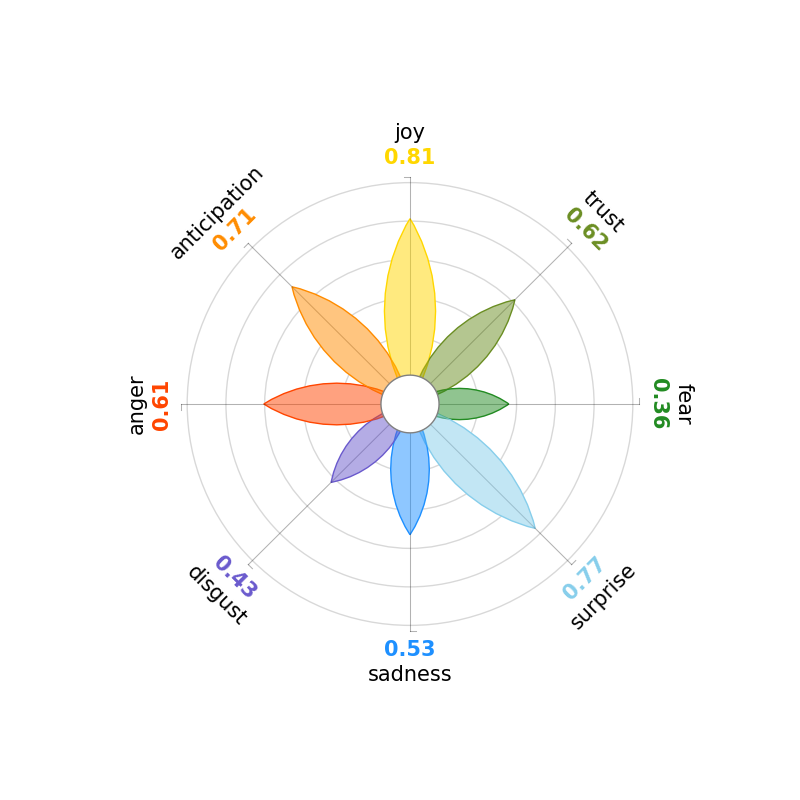 joy
0.81
anticipation
0.71
trust
0.62
anger
0.61
fear
0.36
disgust
0.43
surprise
0.77
0.53
sadness